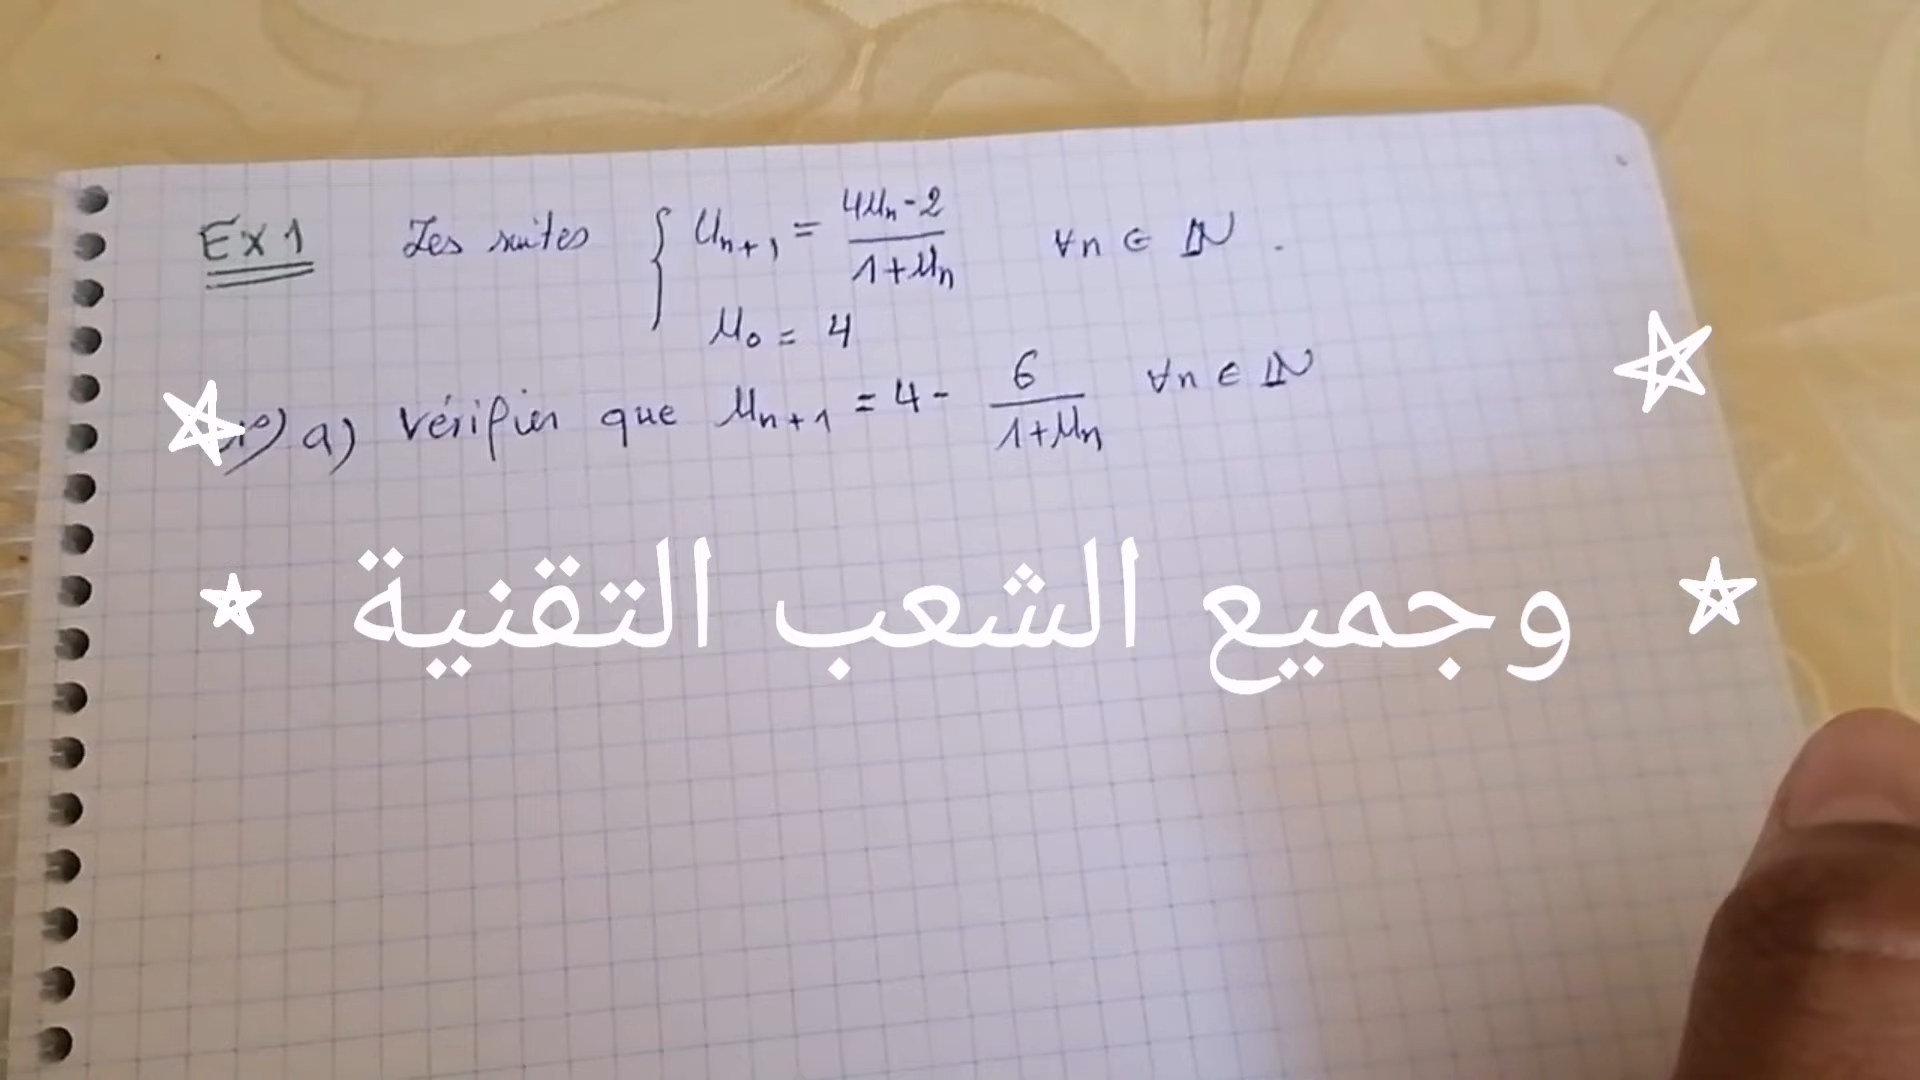 Ex 1 Les suites { Un+1 = (4Un - 2) / (1 + Un) ∀n ∈ ℕ .
U0 = 4
1°) a) vérifier que Un+1 = 4 - 6 / (1 + Un) ∀n ∈ ℕ
وجميع الشعب التقنية